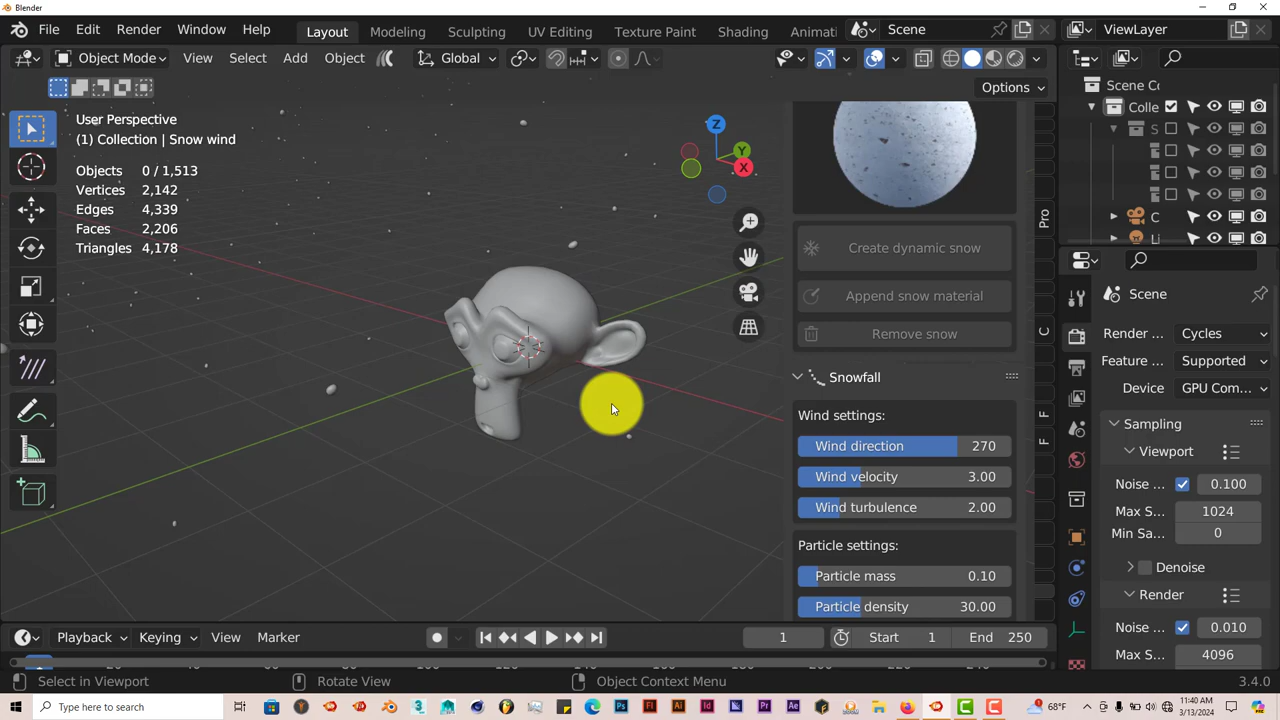 Blender
File Edit Render Window Help Layout Modeling Sculpting UV Editing Texture Paint Shading Animati Scene ViewLayer
Object Mode View Select Add Object Global
Options
User Perspective
(1) Collection | Snow wind
Objects 0 / 1,513
Vertices 2,142
Edges 4,339
Faces 2,206
Triangles 4,178
Z
Y
X
Create dynamic snow
Append snow material
Remove snow
Snowfall
Wind settings:
Wind direction 270
Wind velocity 3.00
Wind turbulence 2.00
Particle settings:
Particle mass 0.10
Particle density 30.00
Pro
C
F
F
Scene Co
Colle
S
C
Li
Scene
Render ... Cycles
Feature ... Supported
Device GPU Com...
Sampling
Viewport
Noise ... 0.100
Max S... 1024
Min Sa... 0
Denoise
Render
Noise ... 0.010
Max S... 4096
Playback Keying View Marker 1 Start 1 End 250
Select in Viewport Rotate View Object Context Menu 3.4.0
Type here to search 68°F 11:40 AM
3/13/2024